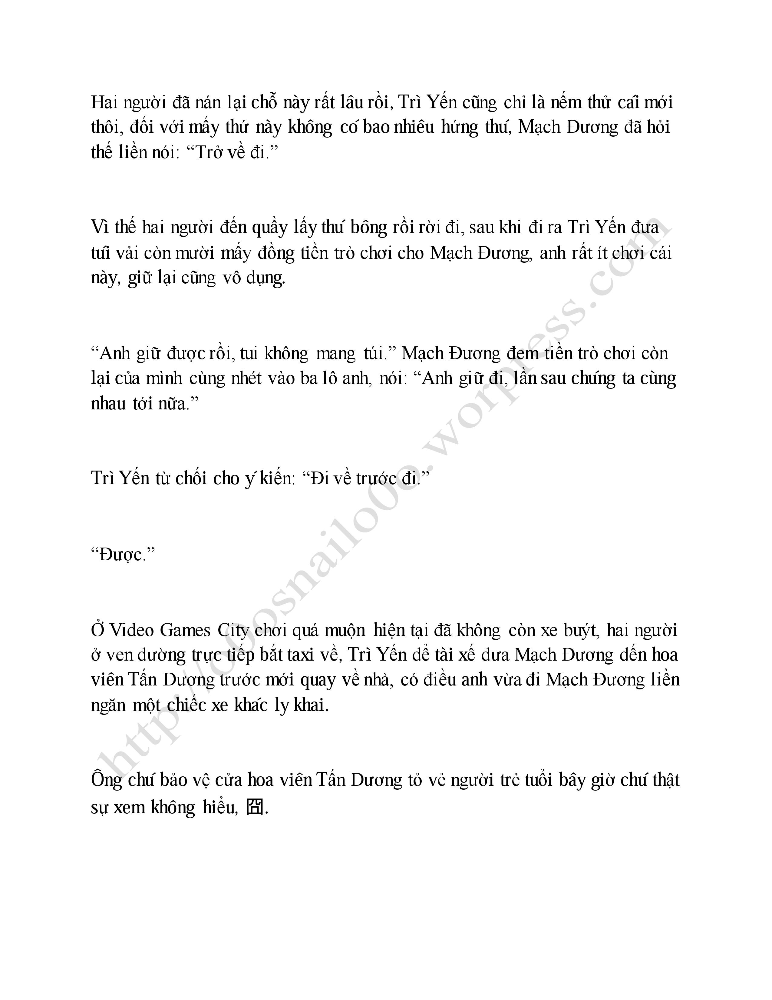 Hai người đã nán lại chỗ này rất lâu rồi, Trì Yến cũng chỉ là nếm thử cái mới
thôi, đối với mấy thứ này không có bao nhiêu hứng thú, Mạch Đương đã hỏi
thế liền nói: “Trở về đi.”
Vì thế hai người đến quầy lấy thú bông rồi rời đi, sau khi đi ra Trì Yến đưa
túi vải còn mười mấy đồng tiền trò chơi cho Mạch Đương, anh rất ít chơi cái
này, giữ lại cũng vô dụng.
“Anh giữ được rồi, tui không mang túi.” Mạch Đương đem tiền trò chơi còn
lại của mình cùng nhét vào ba lô anh, nói: “Anh giữ đi, lần sau chúng ta cùng
nhau tới nữa.”
Trì Yến từ chối cho ý kiến: “Đi về trước đi.”
“Được.”
Ở Video Games City chơi quá muộn hiện tại đã không còn xe buýt, hai người
ở ven đường trực tiếp bắt taxi về, Trì Yến để tài xế đưa Mạch Đương đến hoa
viên Tấn Dương trước mới quay về nhà, có điều anh vừa đi Mạch Đương liền
ngăn một chiếc xe khác ly khai.
Ông chú bảo vệ cửa hoa viên Tấn Dương tỏ vẻ người trẻ tuổi bây giờ chú thật
sự xem không hiểu, 囧.
http://o0osnailo0o.worpress.com